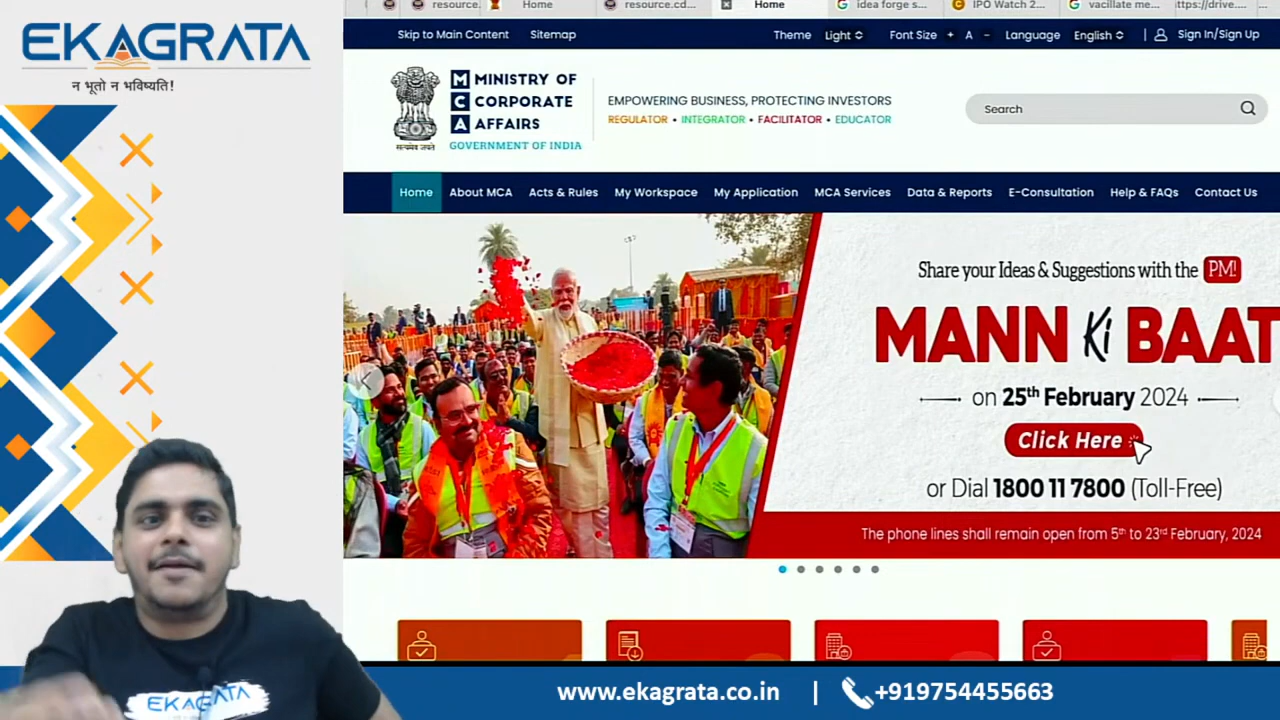 EKAGRATA
न भूतो न भविष्यति!
resource.
Home
resource.cd...
Home
idea forge s...
IPO Watch 2...
vacillate me...
https://drive....
Skip to Main Content
Sitemap
Theme
Light
Font Size + A -
Language
English
Sign In/Sign Up
सत्यमेव जयते
MINISTRY OF
CORPORATE
AFFAIRS
GOVERNMENT OF INDIA
EMPOWERING BUSINESS, PROTECTING INVESTORS
REGULATOR • INTEGRATOR • FACILITATOR • EDUCATOR
Search
Home
About MCA
Acts & Rules
My Workspace
My Application
MCA Services
Data & Reports
E-Consultation
Help & FAQs
Contact Us
Share your Ideas & Suggestions with the PM!
MANN Ki BAAT
on 25th February 2024
Click Here
or Dial 1800 11 7800 (Toll-Free)
The phone lines shall remain open from 5th to 23rd February, 2024
EKAGRATA
www.ekagrata.co.in | +919754455663